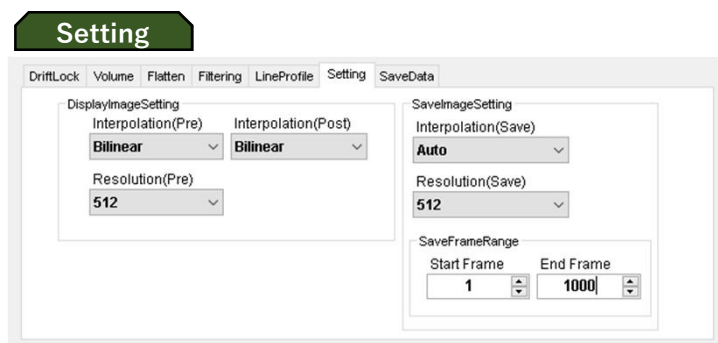 Setting
DriftLock Volume Flatten Filtering LineProfile Setting SaveData
DisplayImageSetting
Interpolation(Pre) Interpolation(Post)
Bilinear Bilinear
Resolution(Pre)
512
SaveImageSetting
Interpolation(Save)
Auto
Resolution(Save)
512
SaveFrameRange
Start Frame End Frame
1 1000